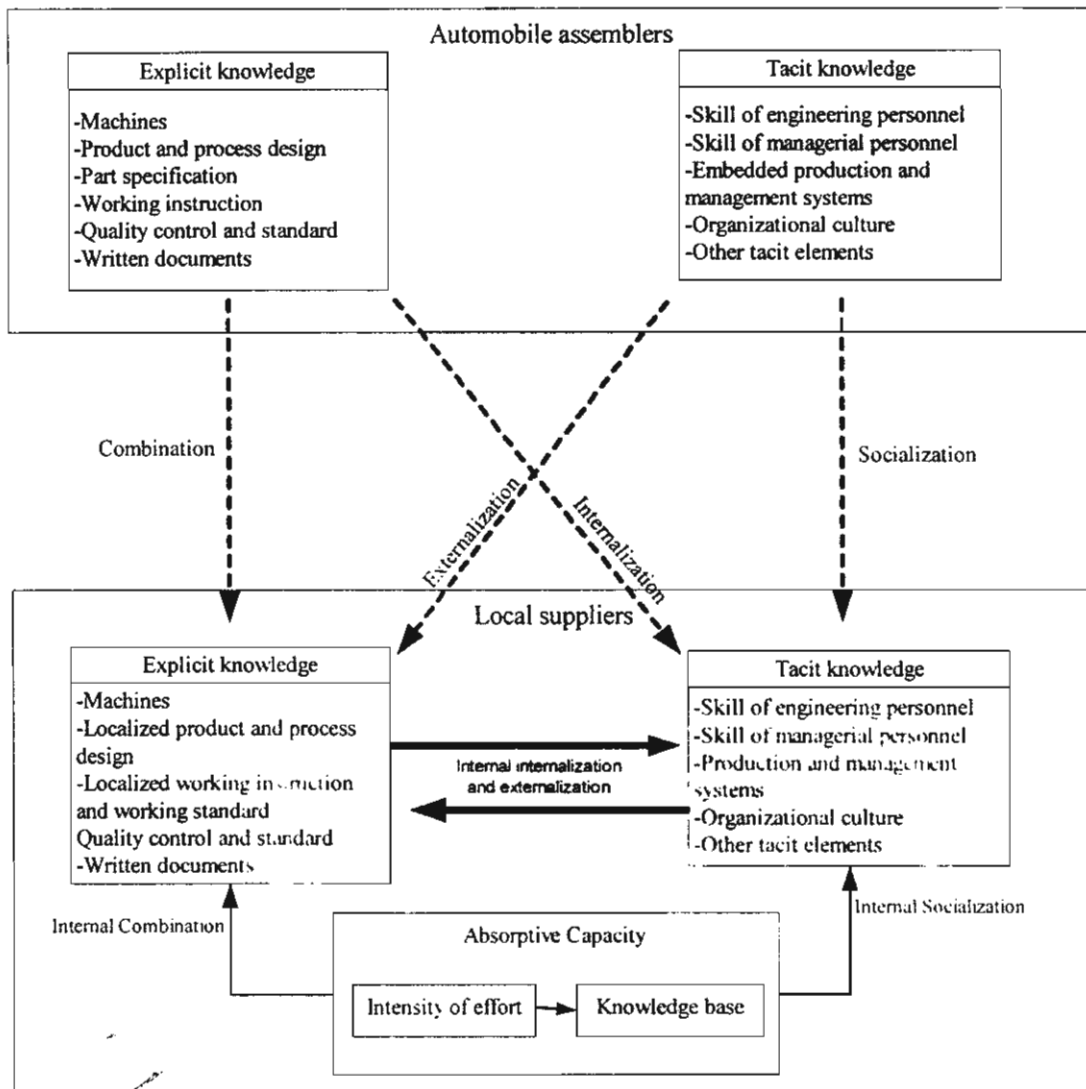 Automobile assemblers
Explicit knowledge
-Machines
-Product and process design
-Part specification
-Working instruction
-Quality control and standard
-Written documents
Tacit knowledge
-Skill of engineering personnel
-Skill of managerial personnel
-Embedded production and
management systems
-Organizational culture
-Other tacit elements
Combination
Externalization
Internalization
Socialization
Local suppliers
Explicit knowledge
-Machines
-Localized product and process
design
-Localized working instruction
and working standard
Quality control and standard
-Written documents
Internal internalization
and externalization
Tacit knowledge
-Skill of engineering personnel
-Skill of managerial personnel
-Production and management
systems
-Organizational culture
-Other tacit elements
Internal Combination
Internal Socialization
Absorptive Capacity
Intensity of effort
Knowledge base